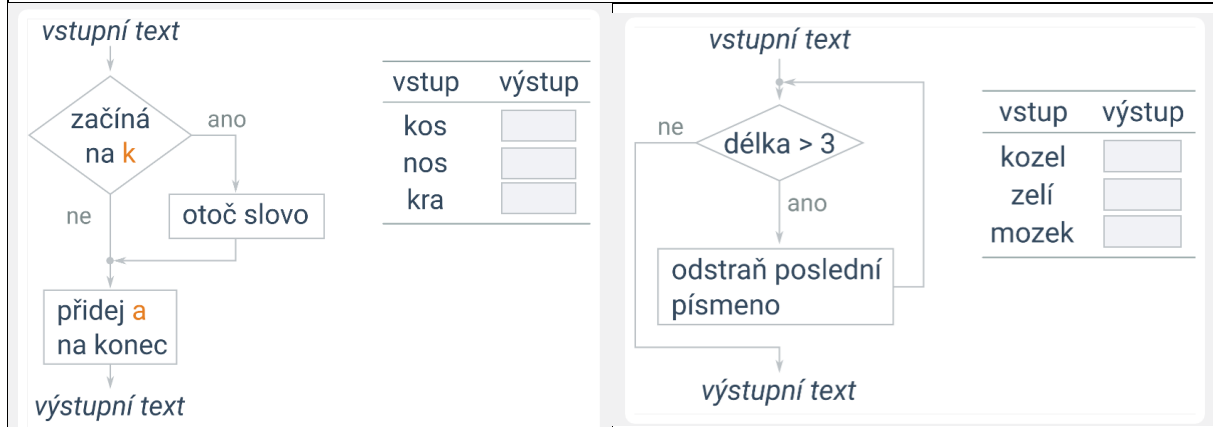 vstupní text
začíná
na k
ano
ne
otoč slovo
přidej a
na konec
výstupní text
vstup výstup
kos
nos
kra
vstupní text
ne
délka > 3
ano
odstraň poslední
písmeno
výstupní text
vstup výstup
kozel
zelí
mozek